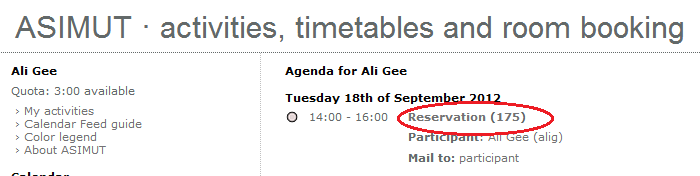 ASIMUT · activities, timetables and room booking
Ali Gee
Quota: 3:00 available
› My activities
› Calendar Feed guide
› Color legend
› About ASIMUT
Calendar
Agenda for Ali Gee
Tuesday 18th of September 2012
14:00 - 16:00 Reservation (175)
Participant: Ali Gee (alig)
Mail to: participant